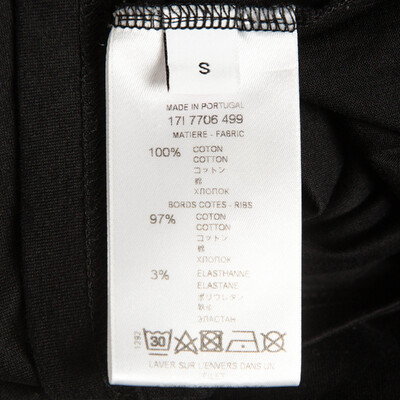 S
MADE IN PORTUGAL
17I 7706 499
MATIERE - FABRIC
100% COTON
COTTON
コットン
棉
ХЛОПОК
BORDS COTES - RIBS
97% COTON
COTTON
コットン
棉
ХЛОПОК
3% ELASTHANNE
ELASTANE
ポリウレタン
ЭЛАСТАН
1292
30
LAVER SUR L'ENVERS DANS UN